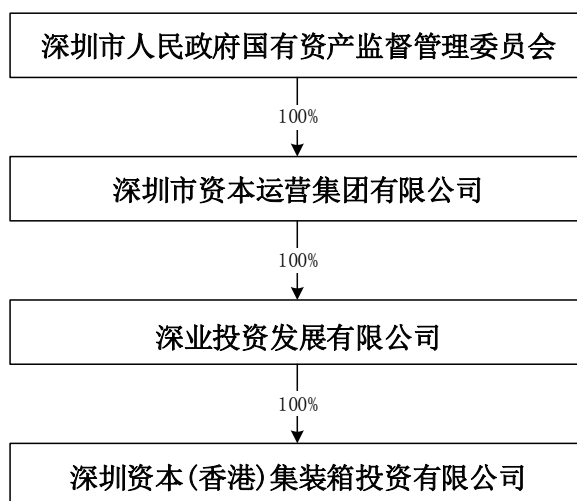 深圳市人民政府国有资产监督管理委员会
100%
深圳市资本运营集团有限公司
100%
深业投资发展有限公司
100%
深圳资本(香港)集装箱投资有限公司